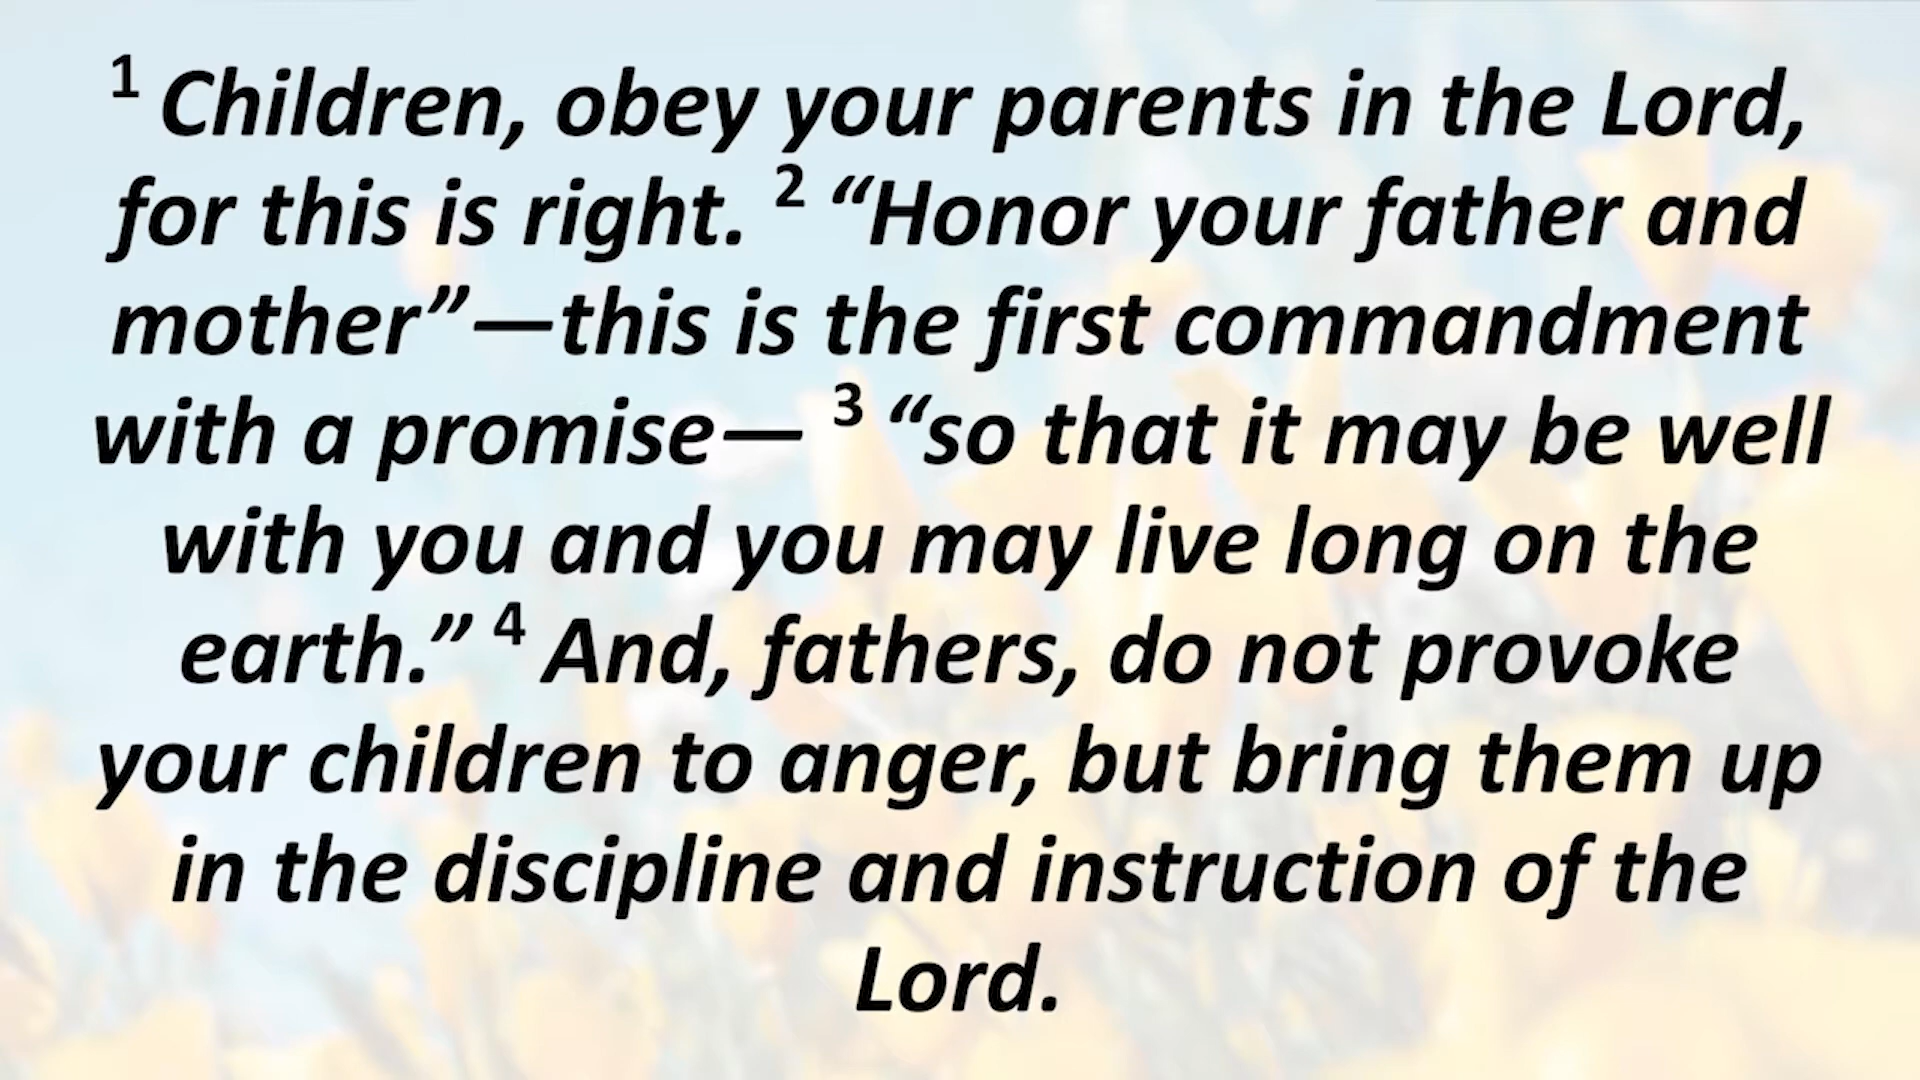 1 Children, obey your parents in the Lord,
for this is right. 2 “Honor your father and
mother”—this is the first commandment
with a promise— 3 “so that it may be well
with you and you may live long on the
earth.” 4 And, fathers, do not provoke
your children to anger, but bring them up
in the discipline and instruction of the
Lord.